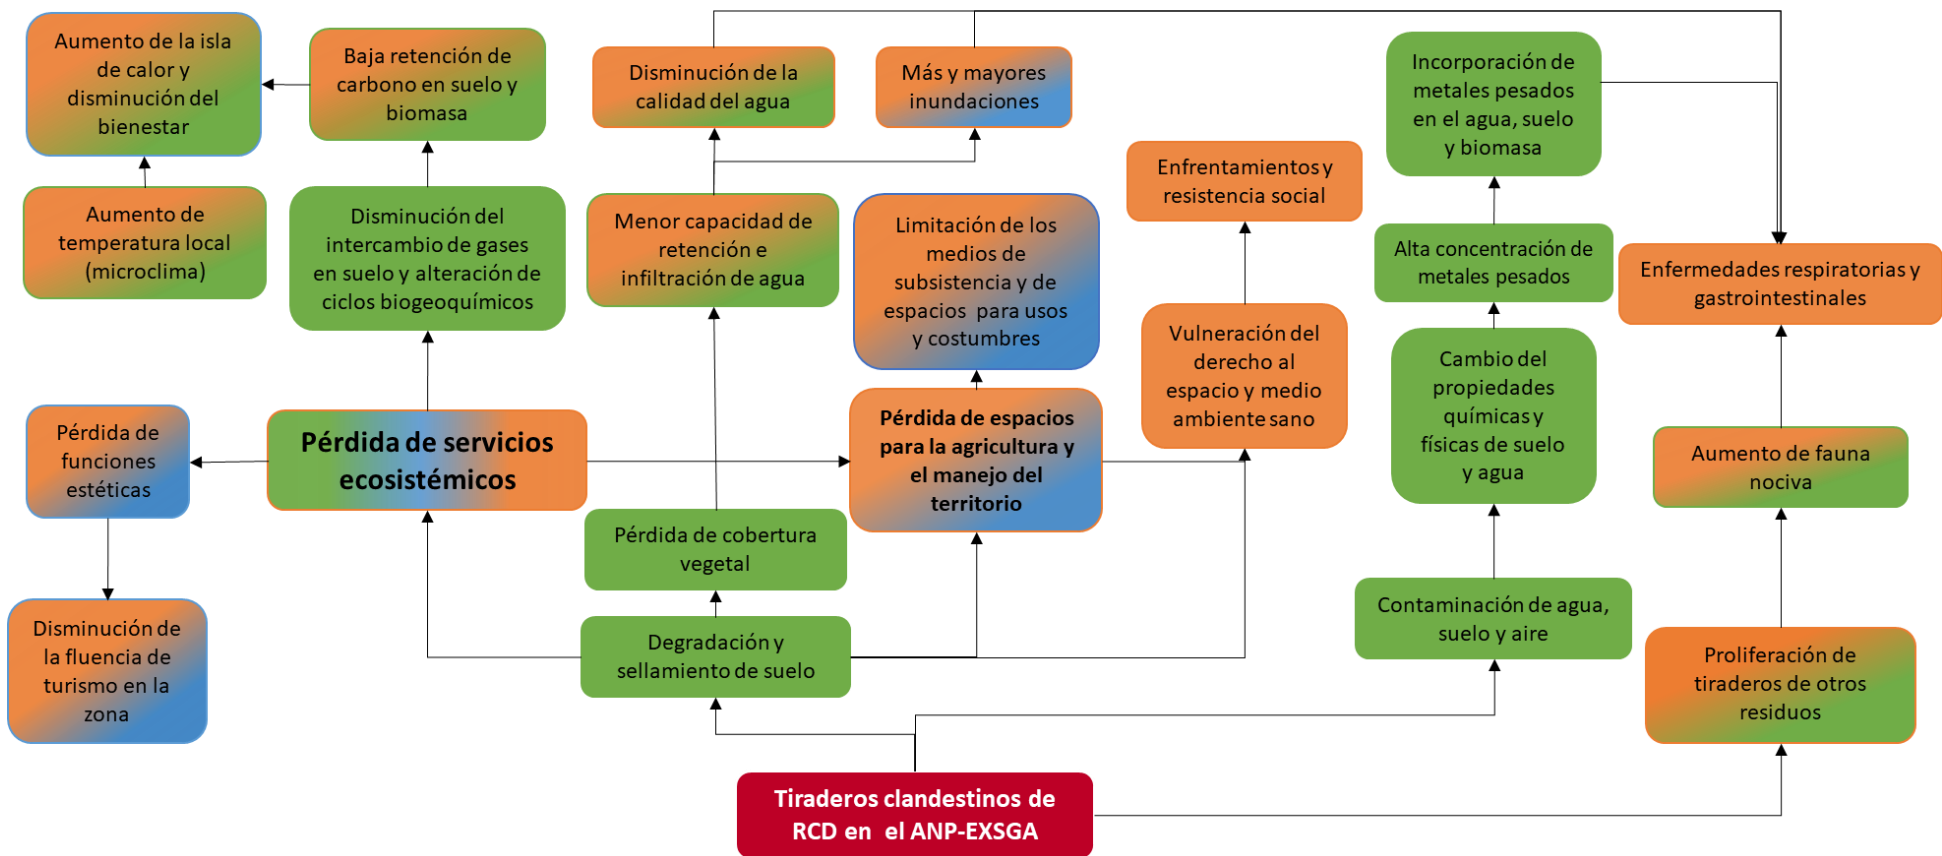 Aumento de la isla
de calor y
disminución del
bienestar
Baja retención de
carbono en suelo y
biomasa
Disminución de la
calidad del agua
Más y mayores
inundaciones
Incorporación de
metales pesados
en el agua, suelo
y biomasa
Enfrentamientos y
resistencia social
Aumento de
temperatura local
(microclima)
Disminución del
intercambio de gases
en suelo y alteración de
ciclos biogeoquímicos
Menor capacidad de
retención e
infiltración de agua
Limitación de los
medios de
subsistencia y de
espacios para usos
y costumbres
Alta concentración de
metales pesados
Enfermedades respiratorias y
gastrointestinales
Vulneración del
derecho al
espacio y medio
ambiente sano
Cambio del
propiedades
químicas y
físicas de suelo
y agua
Pérdida de
funciones
estéticas
Pérdida de servicios
ecosistémicos
Pérdida de espacios
para la agricultura y
el manejo del
territorio
Aumento de fauna
nociva
Pérdida de cobertura
vegetal
Disminución de
la fluencia de
turismo en la
zona
Degradación y
sellamiento de suelo
Contaminación de agua,
suelo y aire
Proliferación de
tiraderos de otros
residuos
Tiraderos clandestinos de
RCD en el ANP-EXSGA